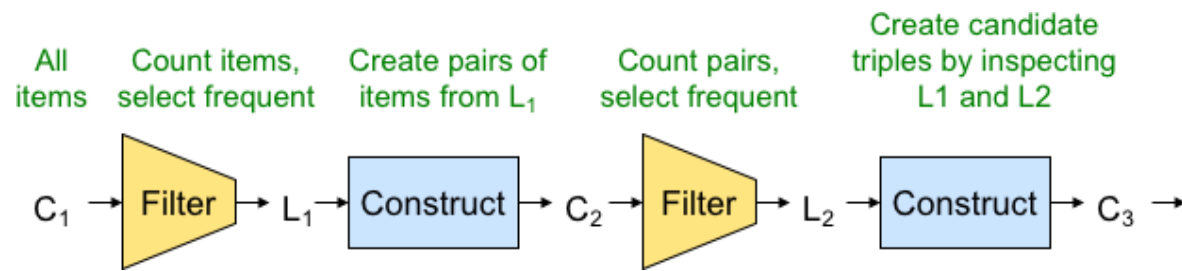 All
items
Count items,
select frequent
Create pairs of
items from L₁
Count pairs,
select frequent
Create candidate
triples by inspecting
L1 and L2
C₁ Filter L₁ Construct C₂ Filter L₂ Construct C₃